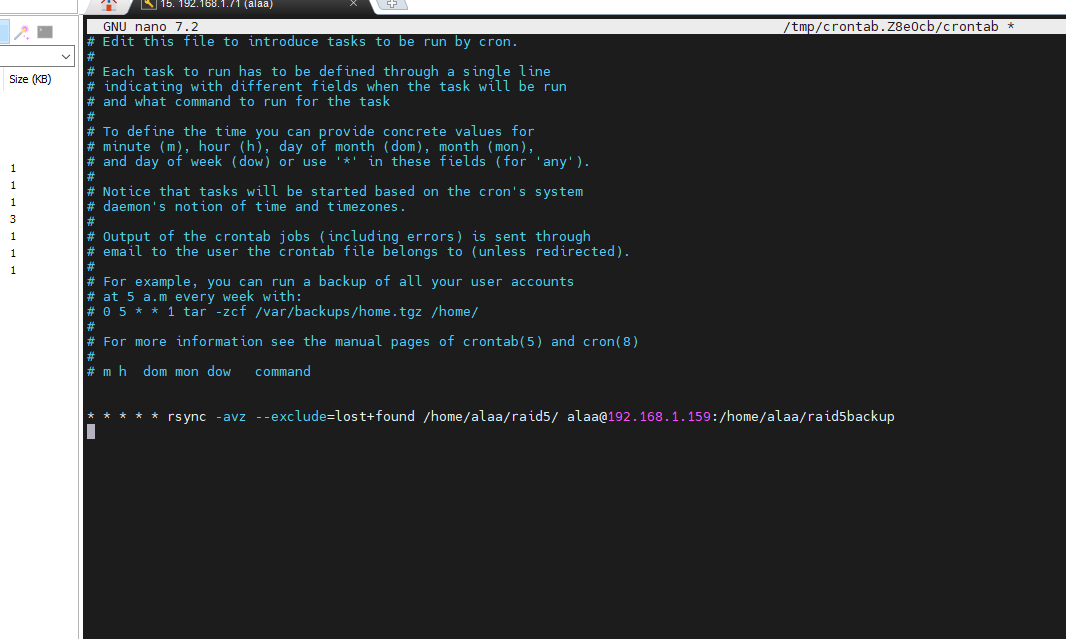 15. 192.168.1.71 (alaa)
Size (KB)
1
1
1
3
1
1
1
GNU nano 7.2 /tmp/crontab.Z8eOcb/crontab *
# Edit this file to introduce tasks to be run by cron.
#
# Each task to run has to be defined through a single line
# indicating with different fields when the task will be run
# and what command to run for the task
#
# To define the time you can provide concrete values for
# minute (m), hour (h), day of month (dom), month (mon),
# and day of week (dow) or use '*' in these fields (for 'any').
#
# Notice that tasks will be started based on the cron's system
# daemon's notion of time and timezones.
#
# Output of the crontab jobs (including errors) is sent through
# email to the user the crontab file belongs to (unless redirected).
#
# For example, you can run a backup of all your user accounts
# at 5 a.m every week with:
# 0 5 * * 1 tar -zcf /var/backups/home.tgz /home/
#
# For more information see the manual pages of crontab(5) and cron(8)
#
# m h  dom mon dow   command
* * * * * rsync -avz --exclude=lost+found /home/alaa/raid5/ alaa@192.168.1.159:/home/alaa/raid5backup